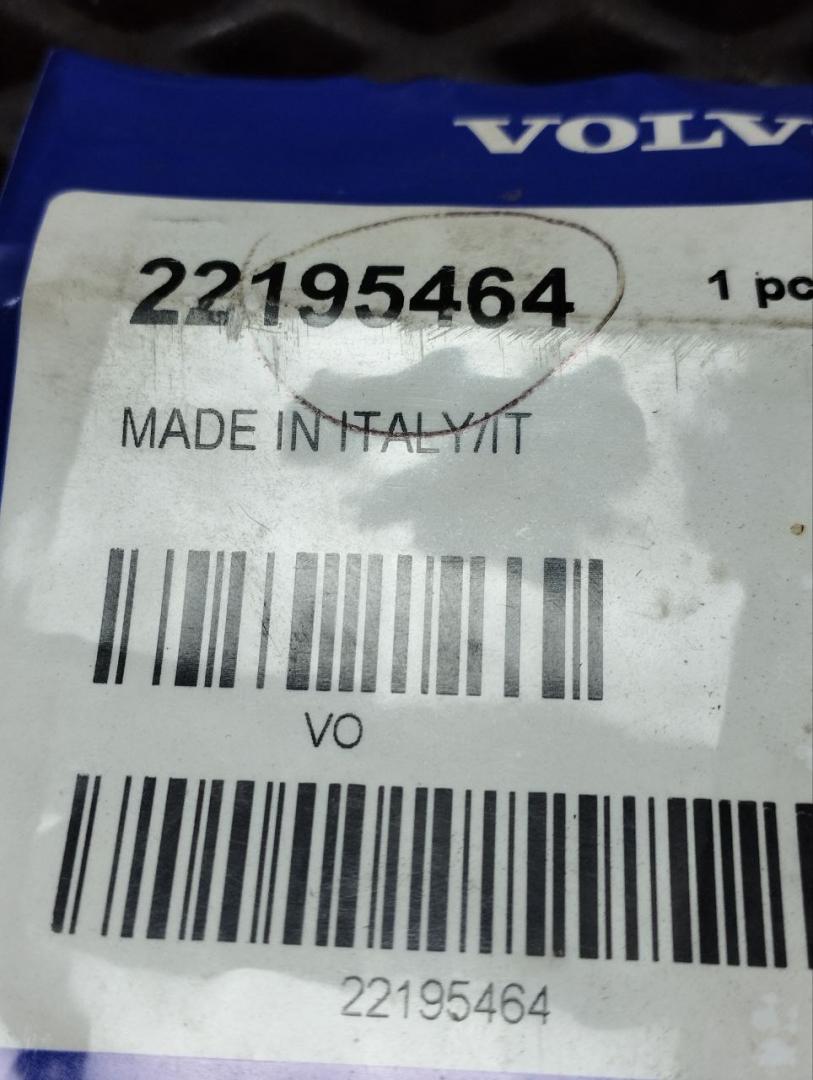 VOLV
22195464 1 pc
MADE IN ITALY/IT
VO
22195464